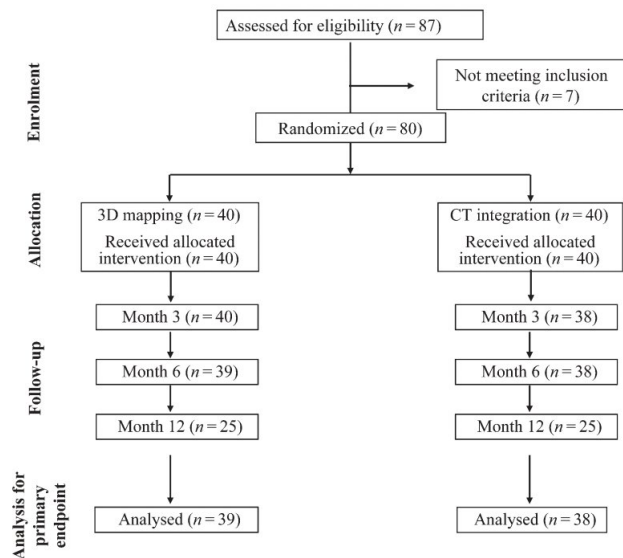 Assessed for eligibility (n = 87)
Not meeting inclusion
criteria (n = 7)
Enrolment
Randomized (n = 80)
Allocation
3D mapping (n = 40)
Received allocated
intervention (n = 40)
CT integration (n = 40)
Received allocated
intervention (n = 40)
Follow-up
Month 3 (n = 40)
Month 3 (n = 38)
Month 6 (n = 39)
Month 6 (n = 38)
Month 12 (n = 25)
Month 12 (n = 25)
Analysis for
primary
endpoint
Analysed (n = 39)
Analysed (n = 38)